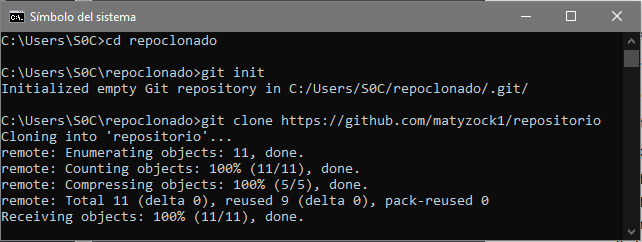 Símbolo del sistema
C:\Users\S0C>cd repoclonado
C:\Users\S0C\repoclonado>git init
Initialized empty Git repository in C:/Users/S0C/repoclonado/.git/
C:\Users\S0C\repoclonado>git clone https://github.com/matyzock1/repositorio
Cloning into 'repositorio'...
remote: Enumerating objects: 11, done.
remote: Counting objects: 100% (11/11), done.
remote: Compressing objects: 100% (5/5), done.
remote: Total 11 (delta 0), reused 9 (delta 0), pack-reused 0
Receiving objects: 100% (11/11), done.